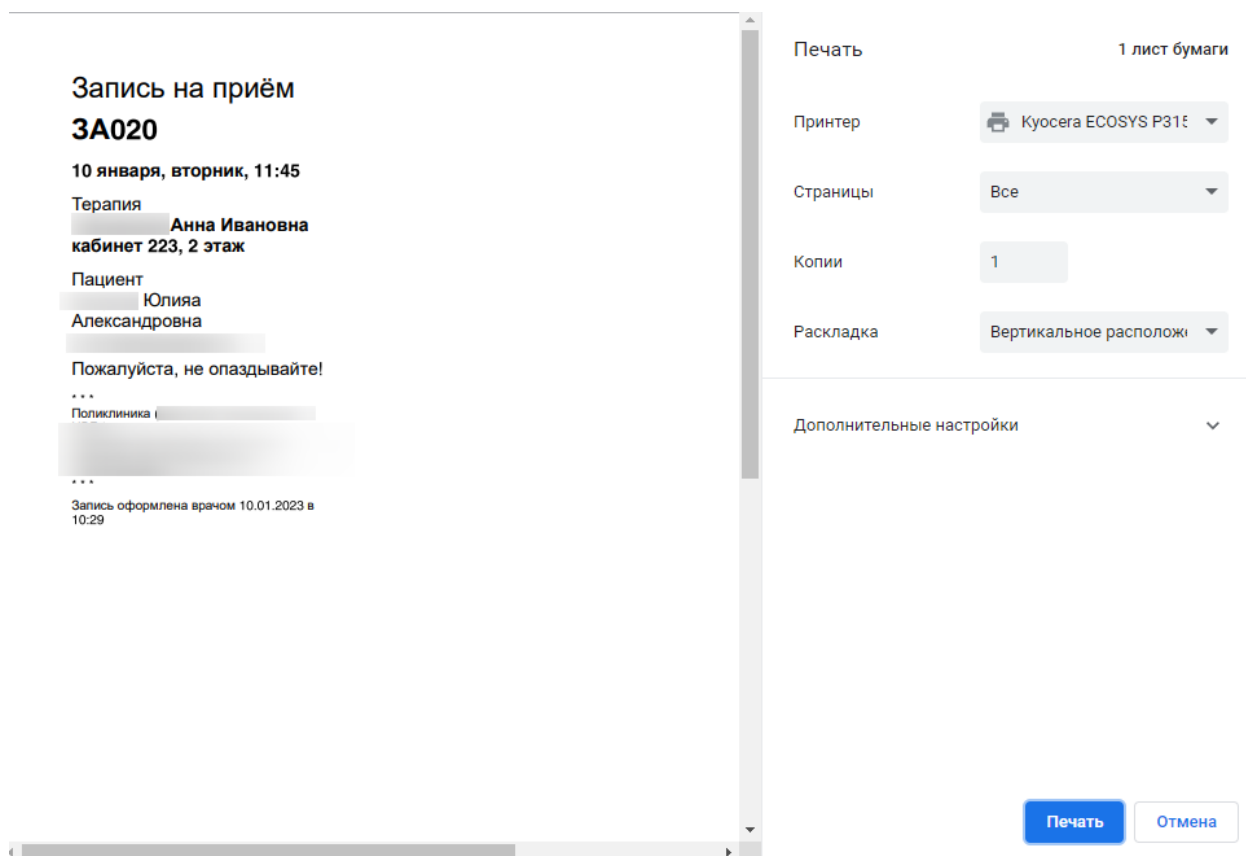 Запись на приём
3А020
10 января, вторник, 11:45
Терапия
Анна Ивановна
кабинет 223, 2 этаж
Пациент
Юлияа
Александровна
Пожалуйста, не опаздывайте!
* * *
Поликлиника (
* * *
Запись оформлена врачом 10.01.2023 в
10:29
Печать 1 лист бумаги
Принтер Kyocera ECOSYS P315
Страницы Все
Копии 1
Раскладка Вертикальное располож
Дополнительные настройки
Печать Отмена